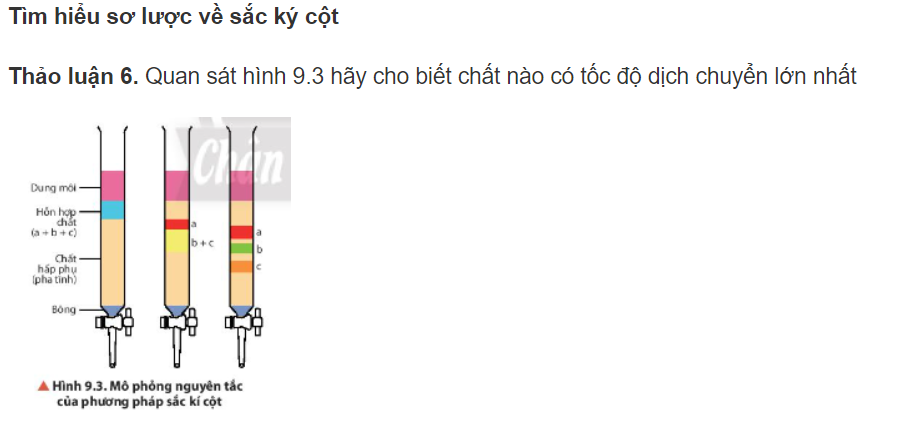 Tìm hiểu sơ lược về sắc ký cột
Thảo luận 6. Quan sát hình 9.3 hãy cho biết chất nào có tốc độ dịch chuyển lớn nhất
Chân
Dung môi
Hỗn hợp
chất
(a + b + c)
Chất
hấp phụ
(pha tĩnh)
Bông
a
b + c
a
b
c
▲ Hình 9.3. Mô phỏng nguyên tắc
của phương pháp sắc kí cột